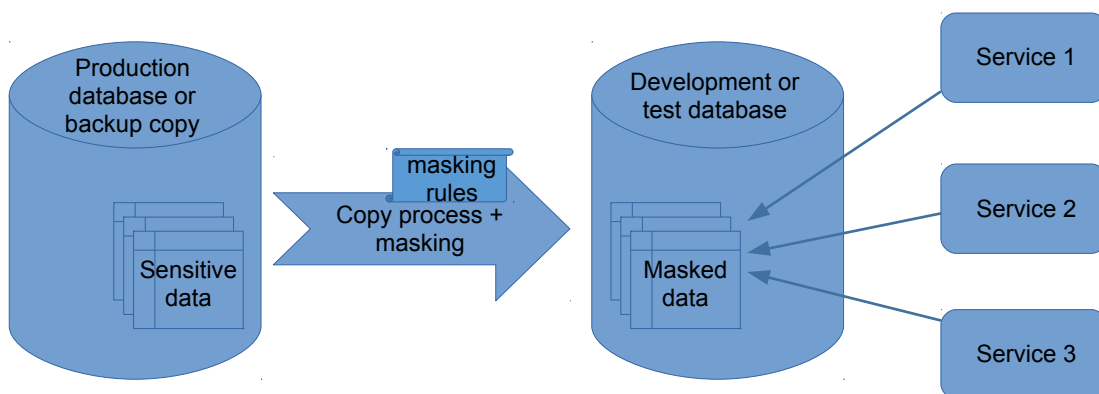 Production
database or
backup copy
Sensitive
data
masking
rules
Copy process +
masking
Development or
test database
Masked
data
Service 1
Service 2
Service 3